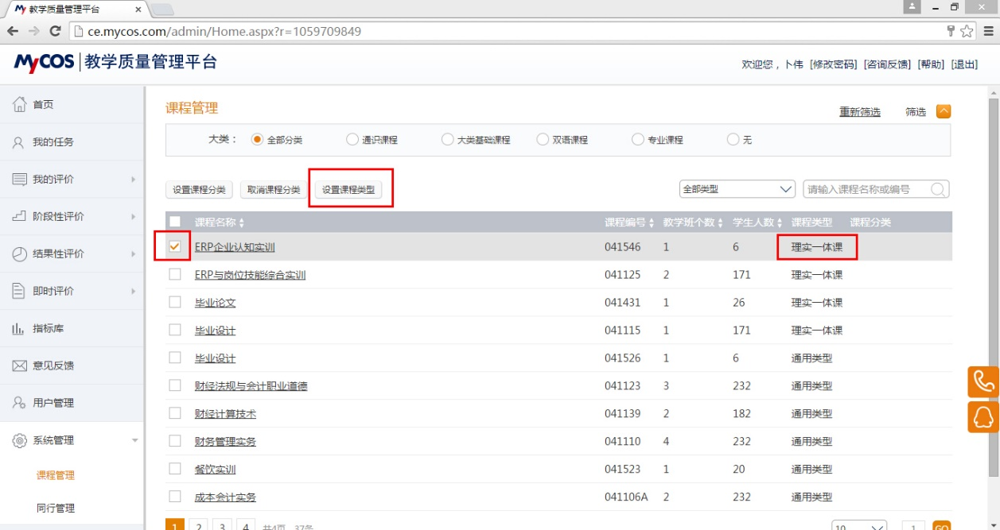 My 教学质量管理平台
ce.mycos.com/admin/Home.aspx?r=1059709849
MyCOS 教学质量管理平台
欢迎您，卜伟 [修改密码] [咨询反馈] [帮助] [退出]
首页
我的任务
我的评价
阶段性评价
结果性评价
即时评价
指标库
意见反馈
用户管理
系统管理
课程管理
同行管理
课程管理
重新筛选 筛选
大类： 全部分类 通识课程 大类基础课程 双语课程 专业课程 无
设置课程分类 取消课程分类 设置课程类型 全部类型 请输入课程名称或编号
课程名称 课程编号 教学班个数 学生人数 课程类型 课程分类
ERP企业认知实训 041546 1 6 理实一体课
ERP与岗位技能综合实训 041125 2 171 理实一体课
毕业论文 041431 1 26 理实一体课
毕业设计 041115 1 171 理实一体课
毕业设计 041526 1 6 通用类型
财经法规与会计职业道德 041123 3 232 通用类型
财经计算技术 041139 2 182 通用类型
财务管理实务 041110 4 232 通用类型
餐饮实训 041523 1 20 通用类型
成本会计实务 041106A 2 232 通用类型
1 2 3 4 共4页 37条 10 1 GO